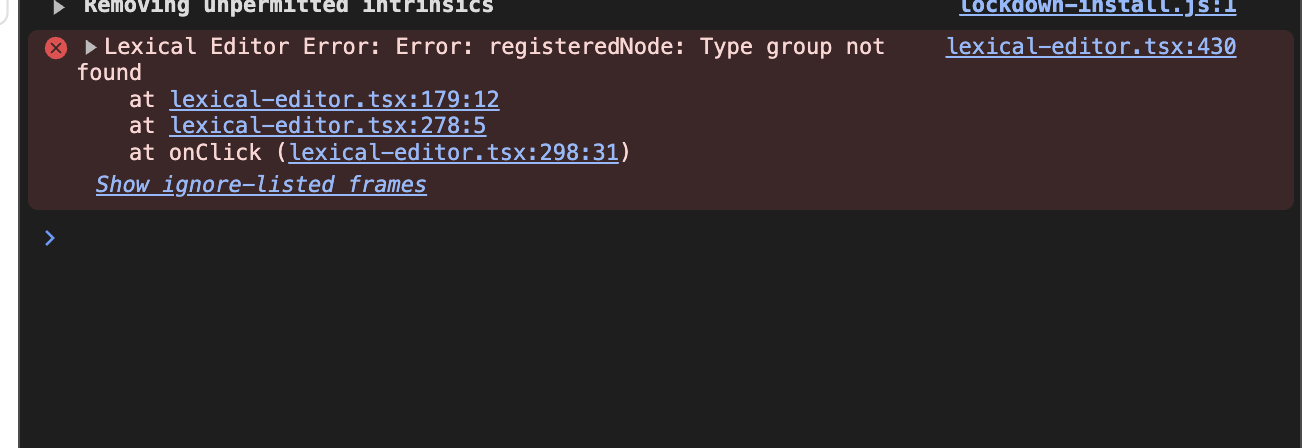 Removing unpermitted intrinsics lockdown-install.js:1
Lexical Editor Error: Error: registeredNode: Type group not lexical-editor.tsx:430
found
at lexical-editor.tsx:179:12
at lexical-editor.tsx:278:5
at onClick (lexical-editor.tsx:298:31)
Show ignore-listed frames